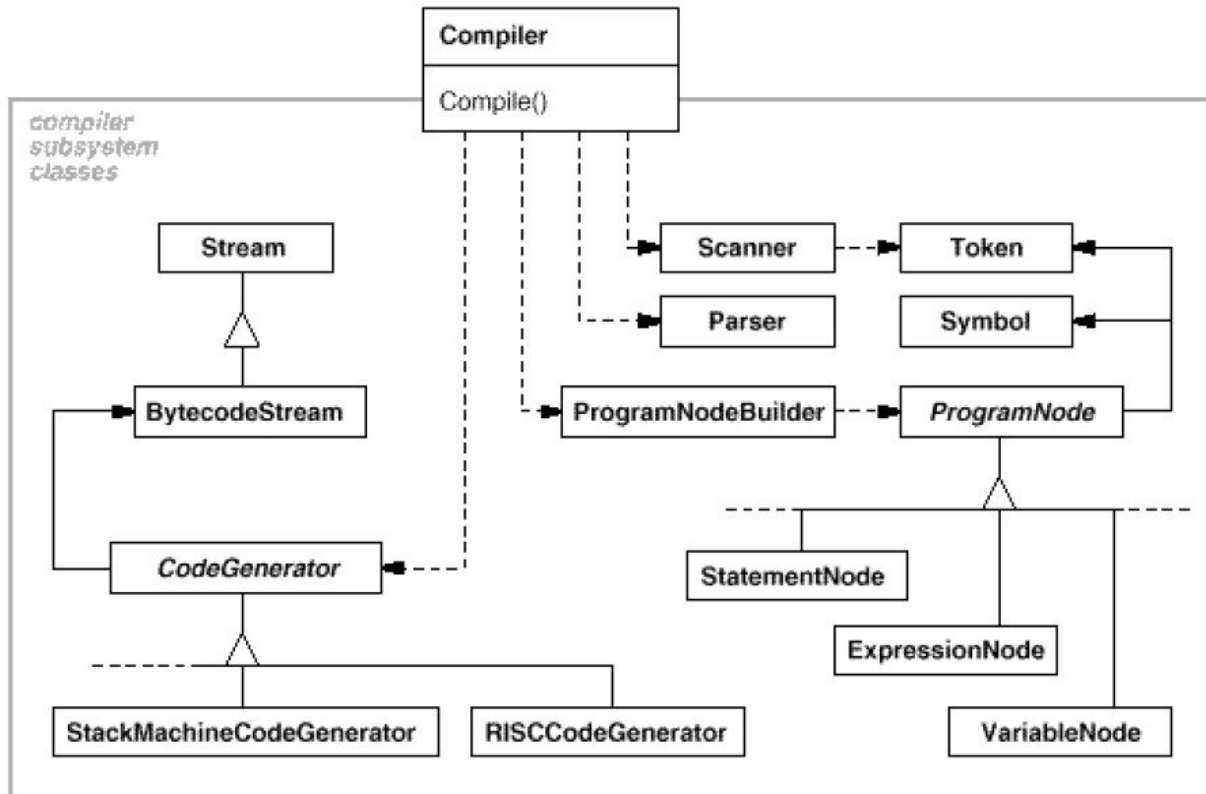 Compiler
Compile()
compiler
subsystem
classes
Stream
Scanner
Token
Parser
Symbol
BytecodeStream
ProgramNodeBuilder
ProgramNode
CodeGenerator
StatementNode
ExpressionNode
StackMachineCodeGenerator
RISCCodeGenerator
VariableNode